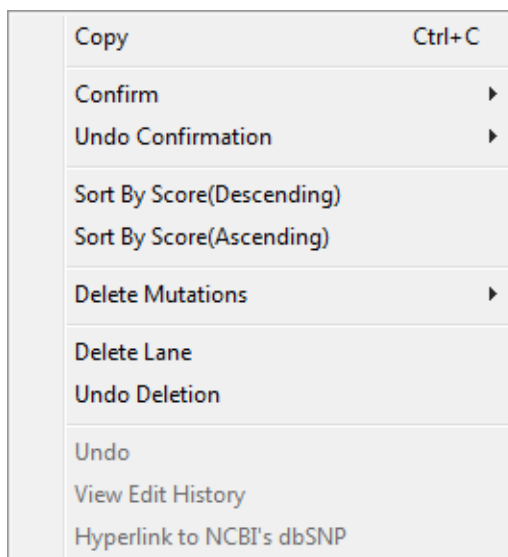 Copy Ctrl+C
Confirm
Undo Confirmation
Sort By Score(Descending)
Sort By Score(Ascending)
Delete Mutations
Delete Lane
Undo Deletion
Undo
View Edit History
Hyperlink to NCBI's dbSNP